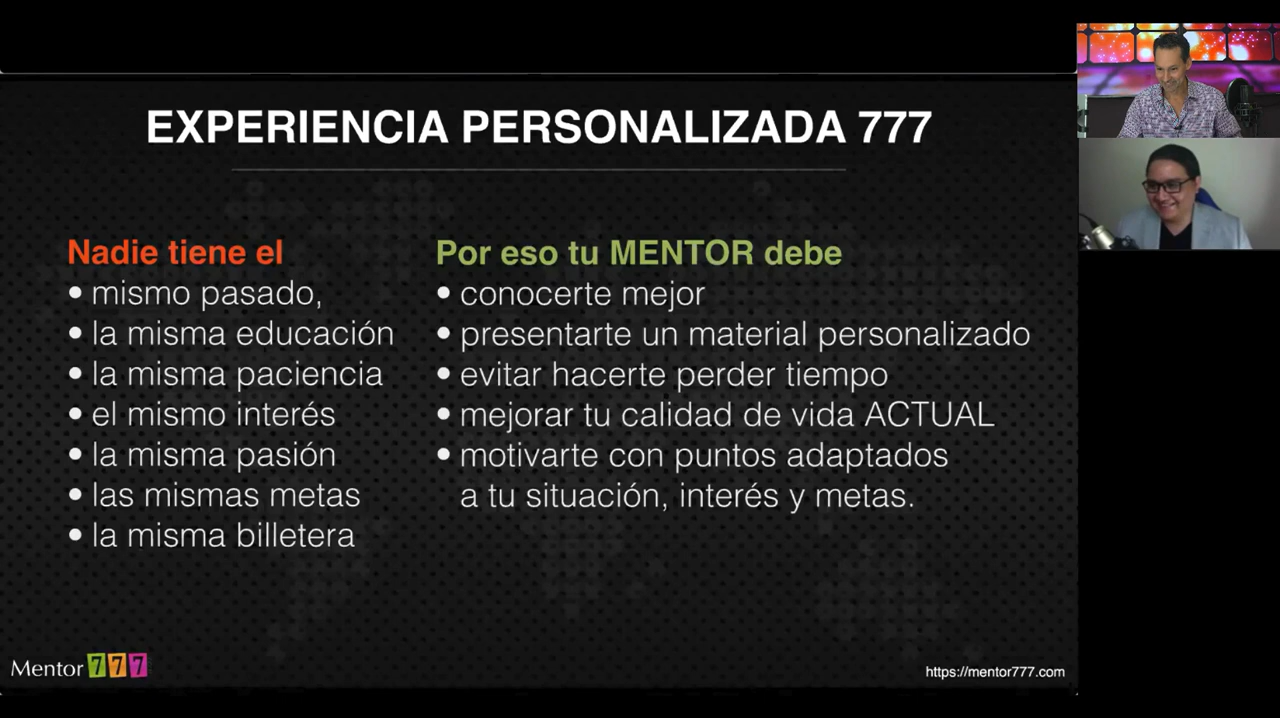 EXPERIENCIA PERSONALIZADA 777
Nadie tiene el
• mismo pasado,
• la misma educación
• la misma paciencia
• el mismo interés
• la misma pasión
• las mismas metas
• la misma billetera
Por eso tu MENTOR debe
• conocerte mejor
• presentarte un material personalizado
• evitar hacerte perder tiempo
• mejorar tu calidad de vida ACTUAL
• motivarte con puntos adaptados
a tu situación, interés y metas.
Mentor 777
https://mentor777.com